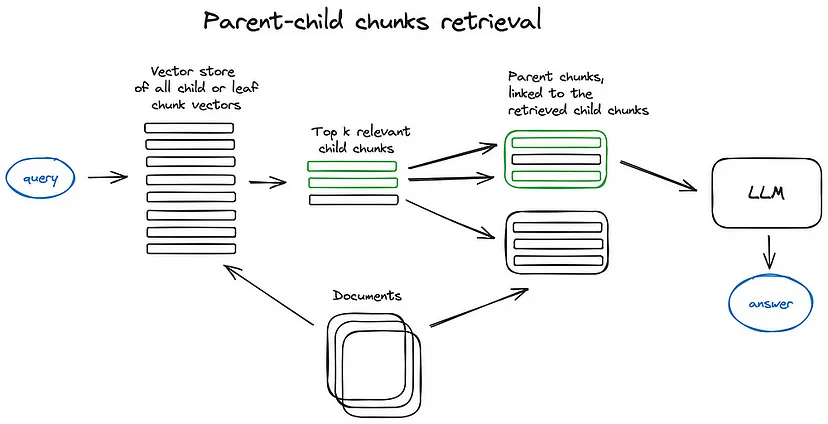 Parent-child chunks retrieval
Vector store
of all child or leaf
chunk vectors
Parent chunks,
linked to the
retrieved child chunks
Top k relevant
child chunks
query
LLM
Documents
answer